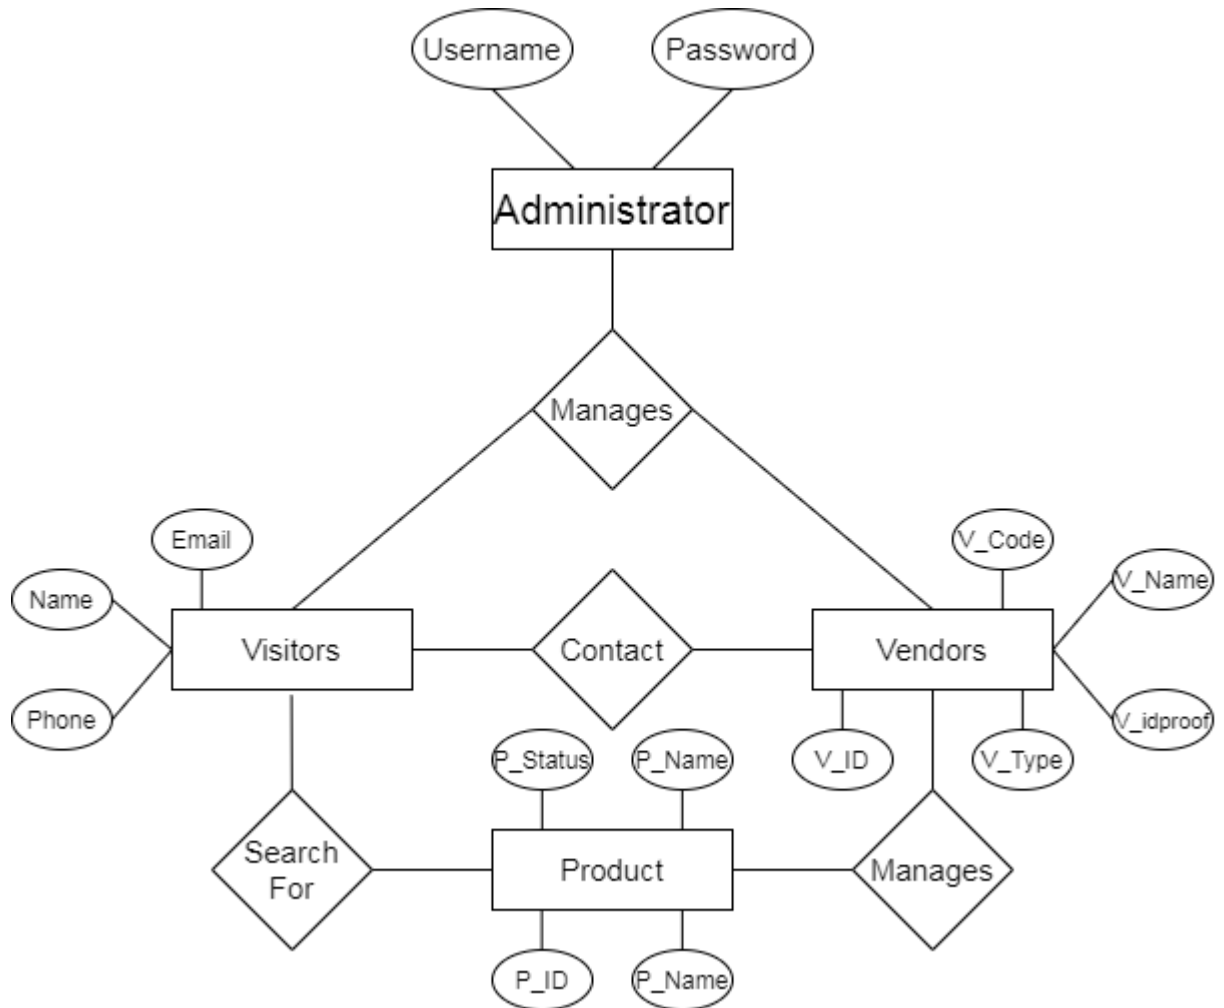 Username
Password
Administrator
Manages
Email
V_Code
V_Name
Name
Visitors
Contact
Vendors
Phone
V_idproof
P_Status
P_Name
V_ID
V_Type
Search
For
Product
Manages
P_ID
P_Name